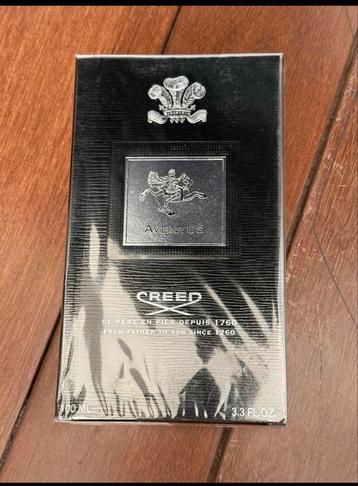 AVENTUS
CREED
DE PÈRE EN FILS DEPUIS 1760
FROM FATHER TO SON SINCE 1760
100 ML
3.3 FL.OZ.